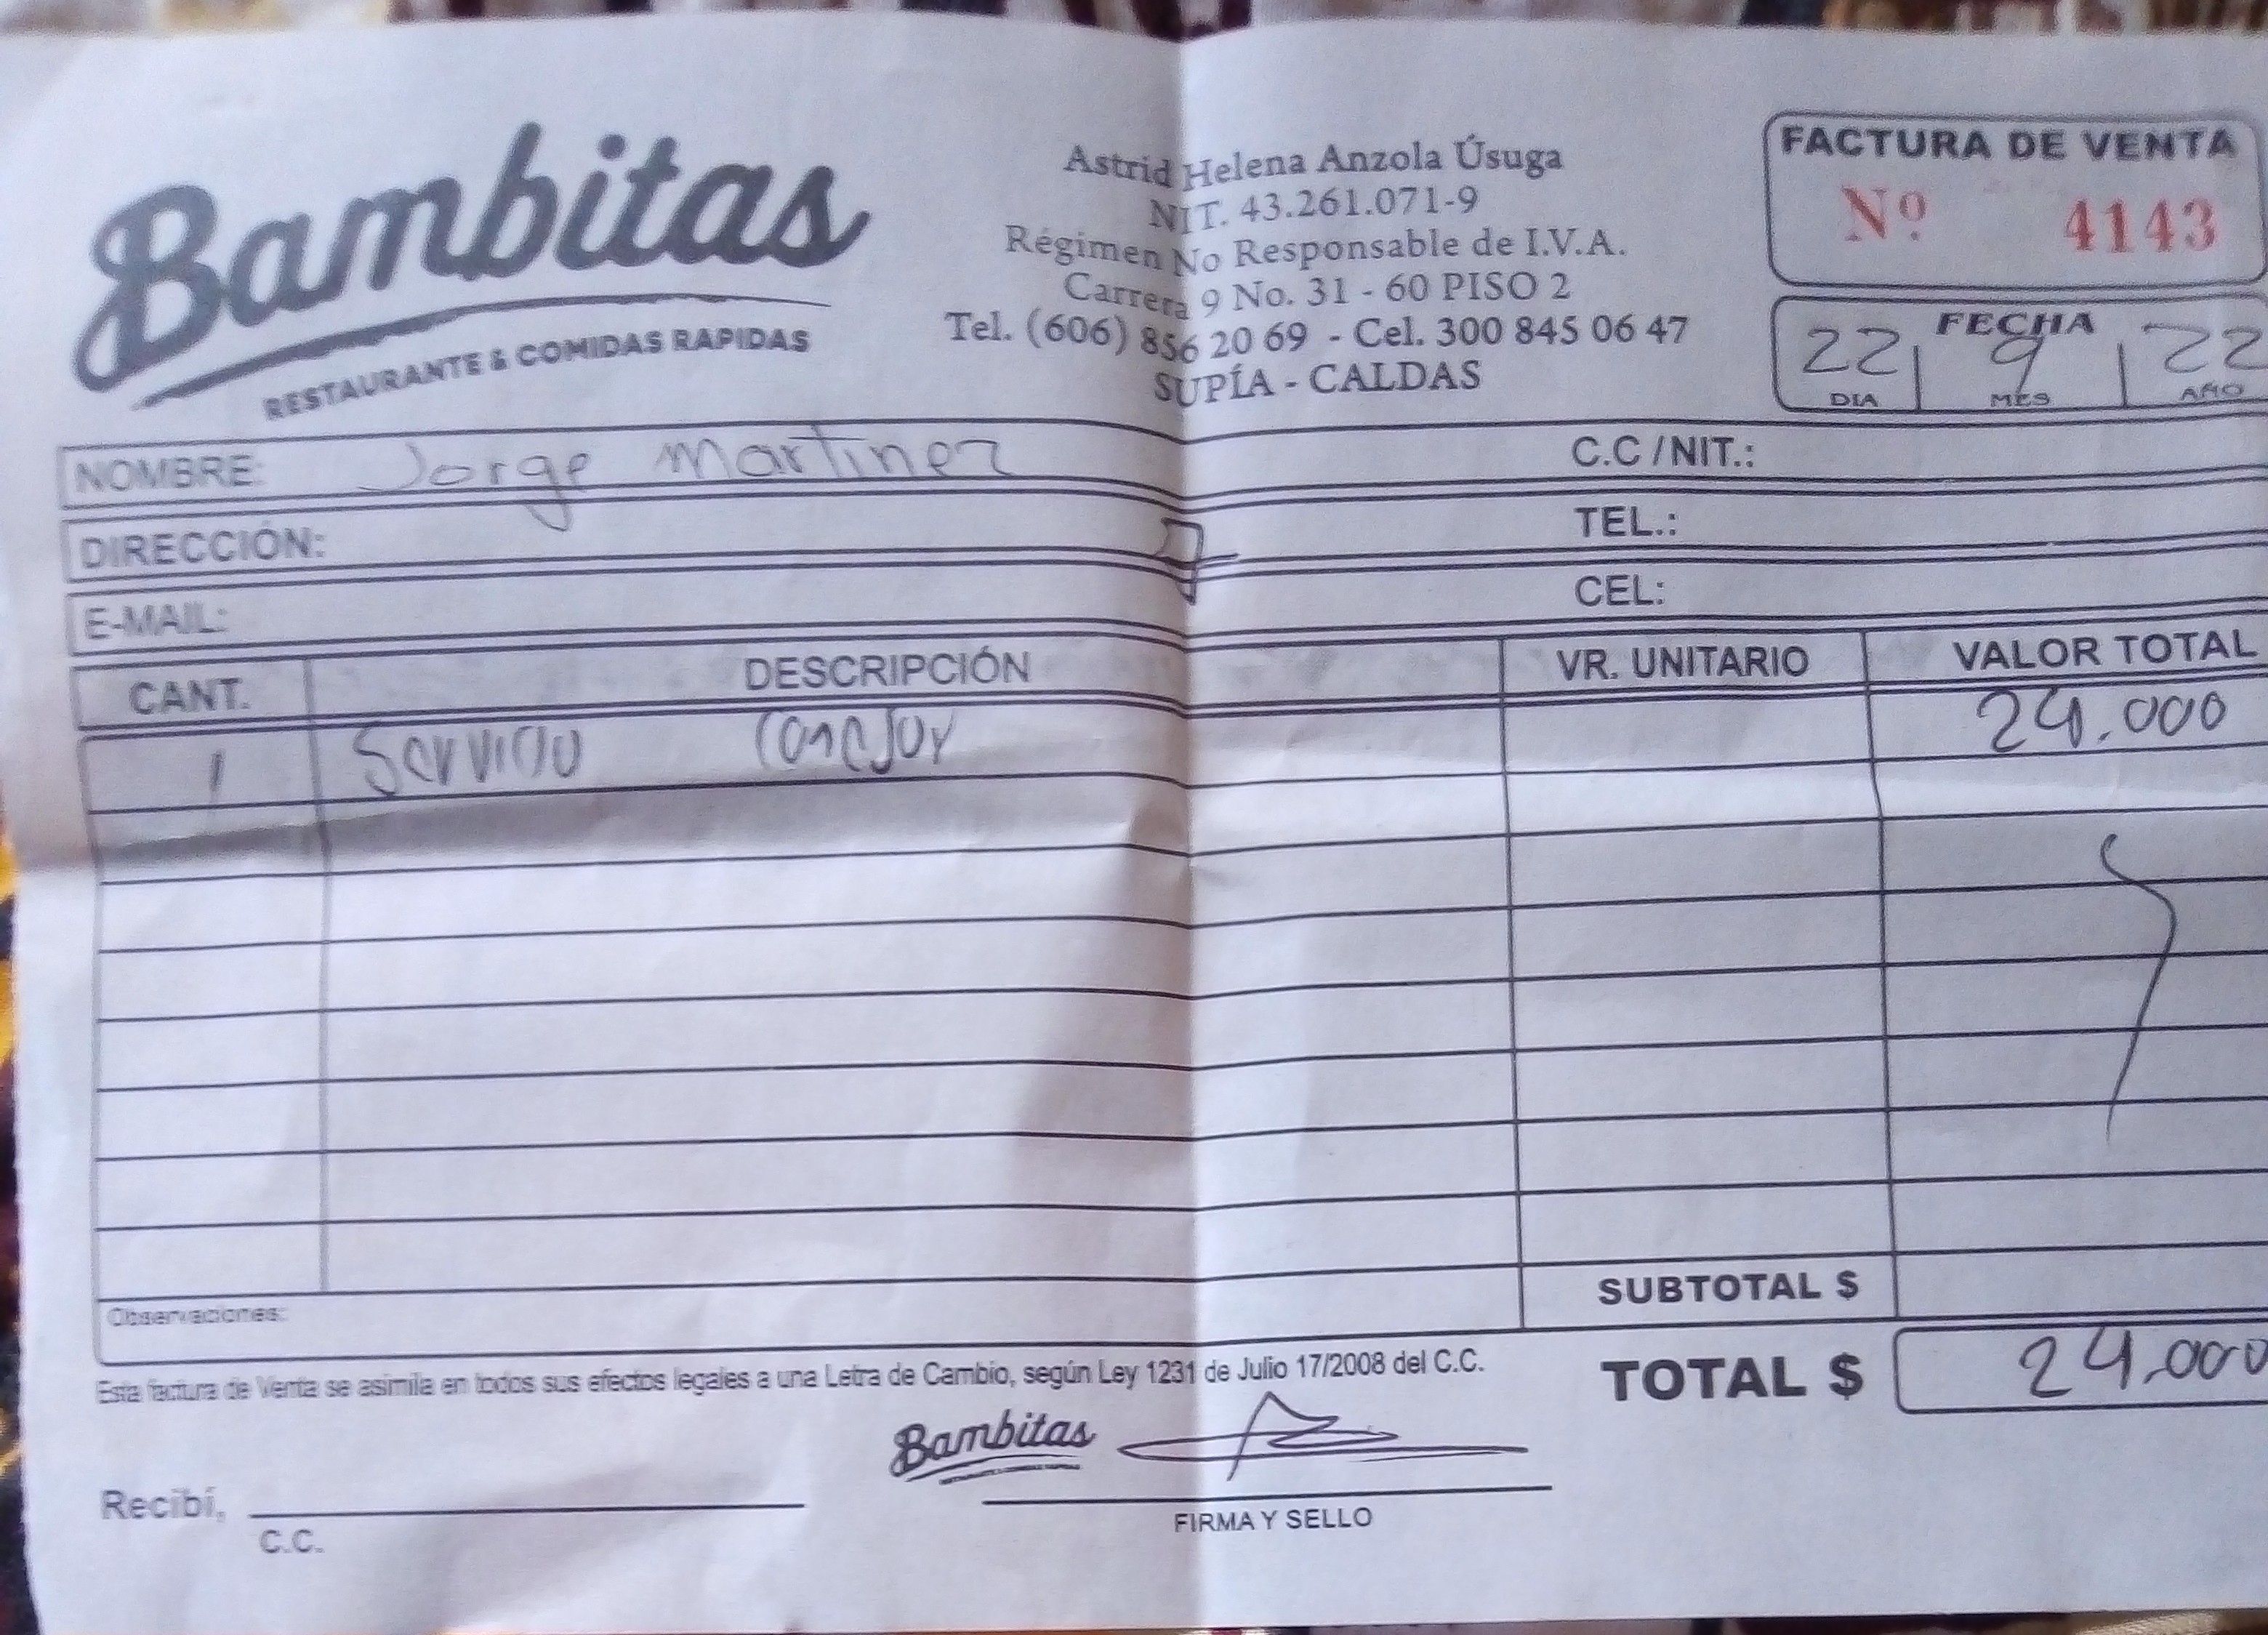 Bambitas
RESTAURANTE & COMIDAS RAPIDAS
Astrid Helena Anzola Úsuga
NIT. 43.261.071-9
Régimen No Responsable de I.V.A.
Carrera 9 No. 31 - 60 PISO 2
Tel. (606) 856 20 69 - Cel. 300 845 06 47
SUPÍA - CALDAS
FACTURA DE VENTA
Nº 4143
FECHA
22 9 22
DIA MES AÑO
NOMBRE: Jorge Martinez C.C/NIT.:
DIRECCIÓN: TEL.:
E-MAIL: CEL:
CANT. DESCRIPCIÓN VR. UNITARIO VALOR TOTAL
1 Servicio 24.000
SUBTOTAL $
Observaciones:
Esta factura de Venta se asimila en todos sus efectos legales a una Letra de Cambio, según Ley 1231 de Julio 17/2008 del C.C.
TOTAL $ 24.000
Bambitas
Recibí,
C.C.
FIRMA Y SELLO